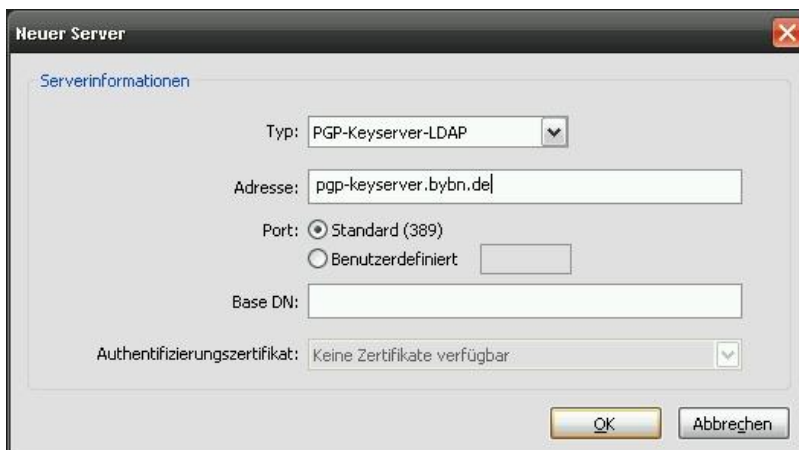 Neuer Server
Serverinformationen
Typ: PGP-Keyserver-LDAP
Adresse: pgp-keyserver.bybn.de
Port: Standard (389)
Benutzerdefiniert
Base DN:
Authentifizierungszertifikat: Keine Zertifikate verfügbar
OK Abbrechen